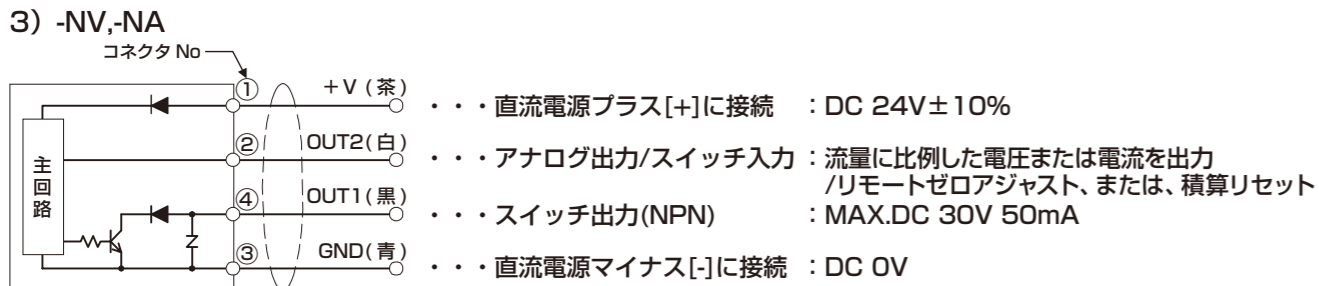 3）-NV,-NA
コネクタ No
① ＋V（茶） ・・・直流電源プラス[+]に接続 ：DC 24V±10%
② OUT2(白) ・・・アナログ出力/スイッチ入力 ：流量に比例した電圧または電流を出力
/リモートゼロアジャスト、または、積算リセット
主回路
④ OUT1(黒) ・・・スイッチ出力(NPN) ：MAX.DC 30V 50mA
③ GND(青) ・・・直流電源マイナス[-]に接続 ：DC 0V